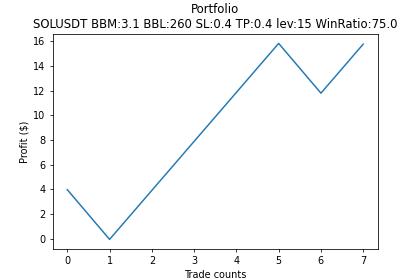 Portfolio
SOLUSDT BBM:3.1 BBL:260 SL:0.4 TP:0.4 lev:15 WinRatio:75.0
16
14
12
10
8
6
4
2
0
Profit ($)
0 1 2 3 4 5 6 7
Trade counts